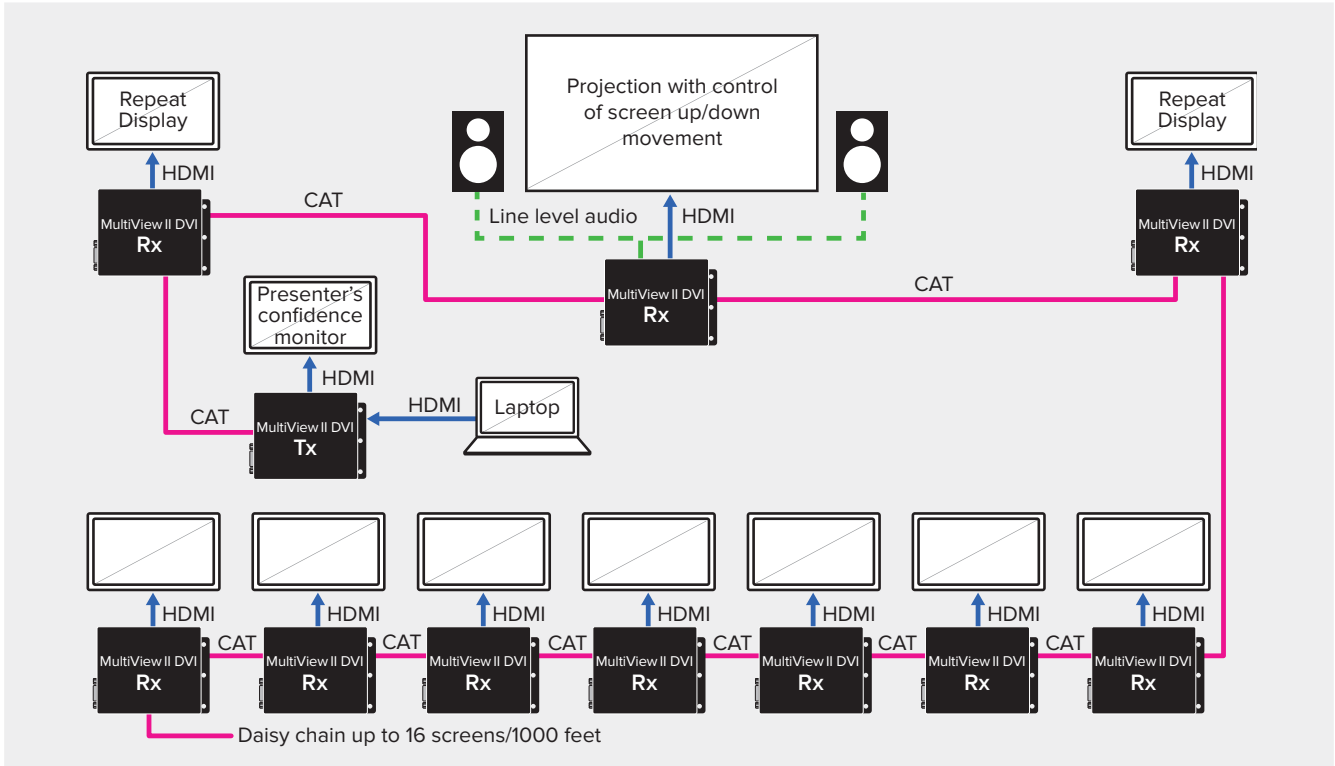 Repeat
Display
HDMI
MultiView II DVI
Rx
CAT
Projection with control
of screen up/down
movement
Line level audio
HDMI
MultiView II DVI
Rx
CAT
Repeat
Display
HDMI
MultiView II DVI
Rx
Presenter's
confidence
monitor
HDMI
CAT
MultiView II DVI
Tx
HDMI
Laptop
HDMI
HDMI
HDMI
HDMI
HDMI
HDMI
HDMI
MultiView II DVI
Rx
CAT
MultiView II DVI
Rx
CAT
MultiView II DVI
Rx
CAT
MultiView II DVI
Rx
CAT
MultiView II DVI
Rx
CAT
MultiView II DVI
Rx
CAT
MultiView II DVI
Rx
Daisy chain up to 16 screens/1000 feet